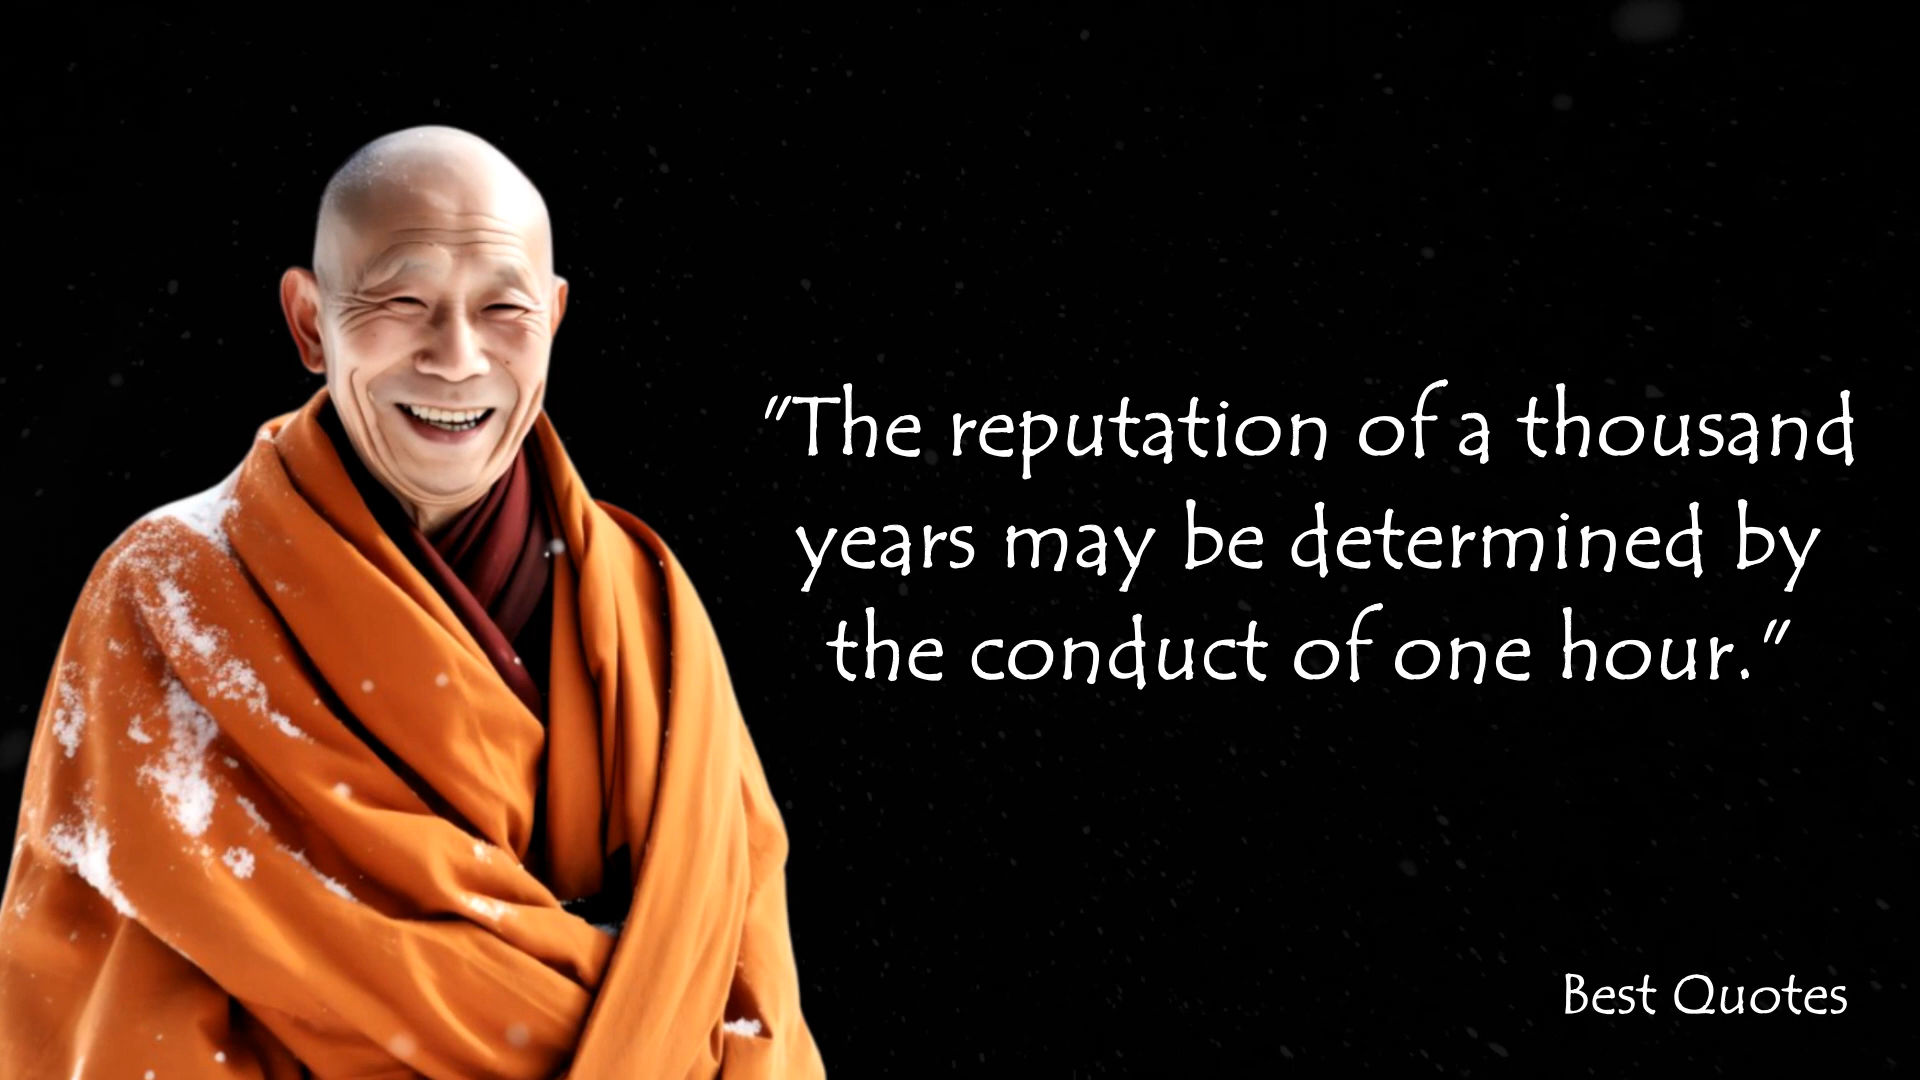 "The reputation of a thousand
years may be determined by
the conduct of one hour."
Best Quotes